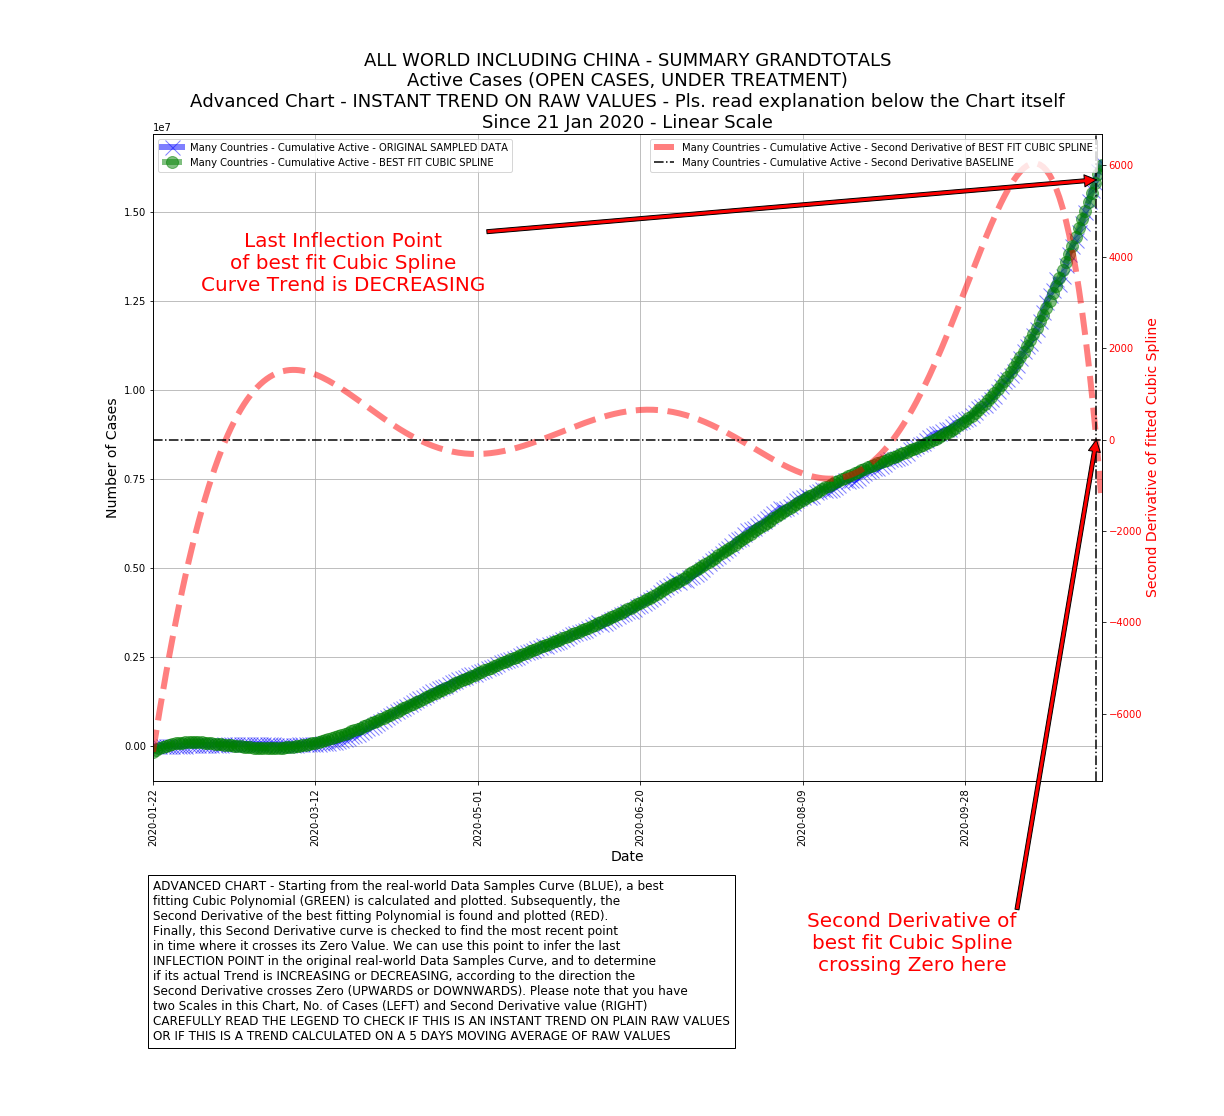 ALL WORLD INCLUDING CHINA - SUMMARY GRANDTOTALS
Active Cases (OPEN CASES, UNDER TREATMENT)
Advanced Chart - INSTANT TREND ON RAW VALUES - Pls. read explanation below the Chart itself
Since 21 Jan 2020 - Linear Scale
1e7
Many Countries - Cumulative Active - ORIGINAL SAMPLED DATA
Many Countries - Cumulative Active - BEST FIT CUBIC SPLINE
Many Countries - Cumulative Active - Second Derivative of BEST FIT CUBIC SPLINE
Many Countries - Cumulative Active - Second Derivative BASELINE
Last Inflection Point
of best fit Cubic Spline
Curve Trend is DECREASING
1.50
1.25
1.00
0.75
0.50
0.25
0.00
Number of Cases
6000
4000
2000
0
−2000
−4000
−6000
Second Derivative of fitted Cubic Spline
2020-01-22
2020-03-12
2020-05-01
2020-06-20
2020-08-09
2020-09-28
Date
Second Derivative of
best fit Cubic Spline
crossing Zero here
ADVANCED CHART - Starting from the real-world Data Samples Curve (BLUE), a best
fitting Cubic Polynomial (GREEN) is calculated and plotted. Subsequently, the
Second Derivative of the best fitting Polynomial is found and plotted (RED).
Finally, this Second Derivative curve is checked to find the most recent point
in time where it crosses its Zero Value. We can use this point to infer the last
INFLECTION POINT in the original real-world Data Samples Curve, and to determine
if its actual Trend is INCREASING or DECREASING, according to the direction the
Second Derivative crosses Zero (UPWARDS or DOWNWARDS). Please note that you have
two Scales in this Chart, No. of Cases (LEFT) and Second Derivative value (RIGHT)
CAREFULLY READ THE LEGEND TO CHECK IF THIS IS AN INSTANT TREND ON PLAIN RAW VALUES
OR IF THIS IS A TREND CALCULATED ON A 5 DAYS MOVING AVERAGE OF RAW VALUES